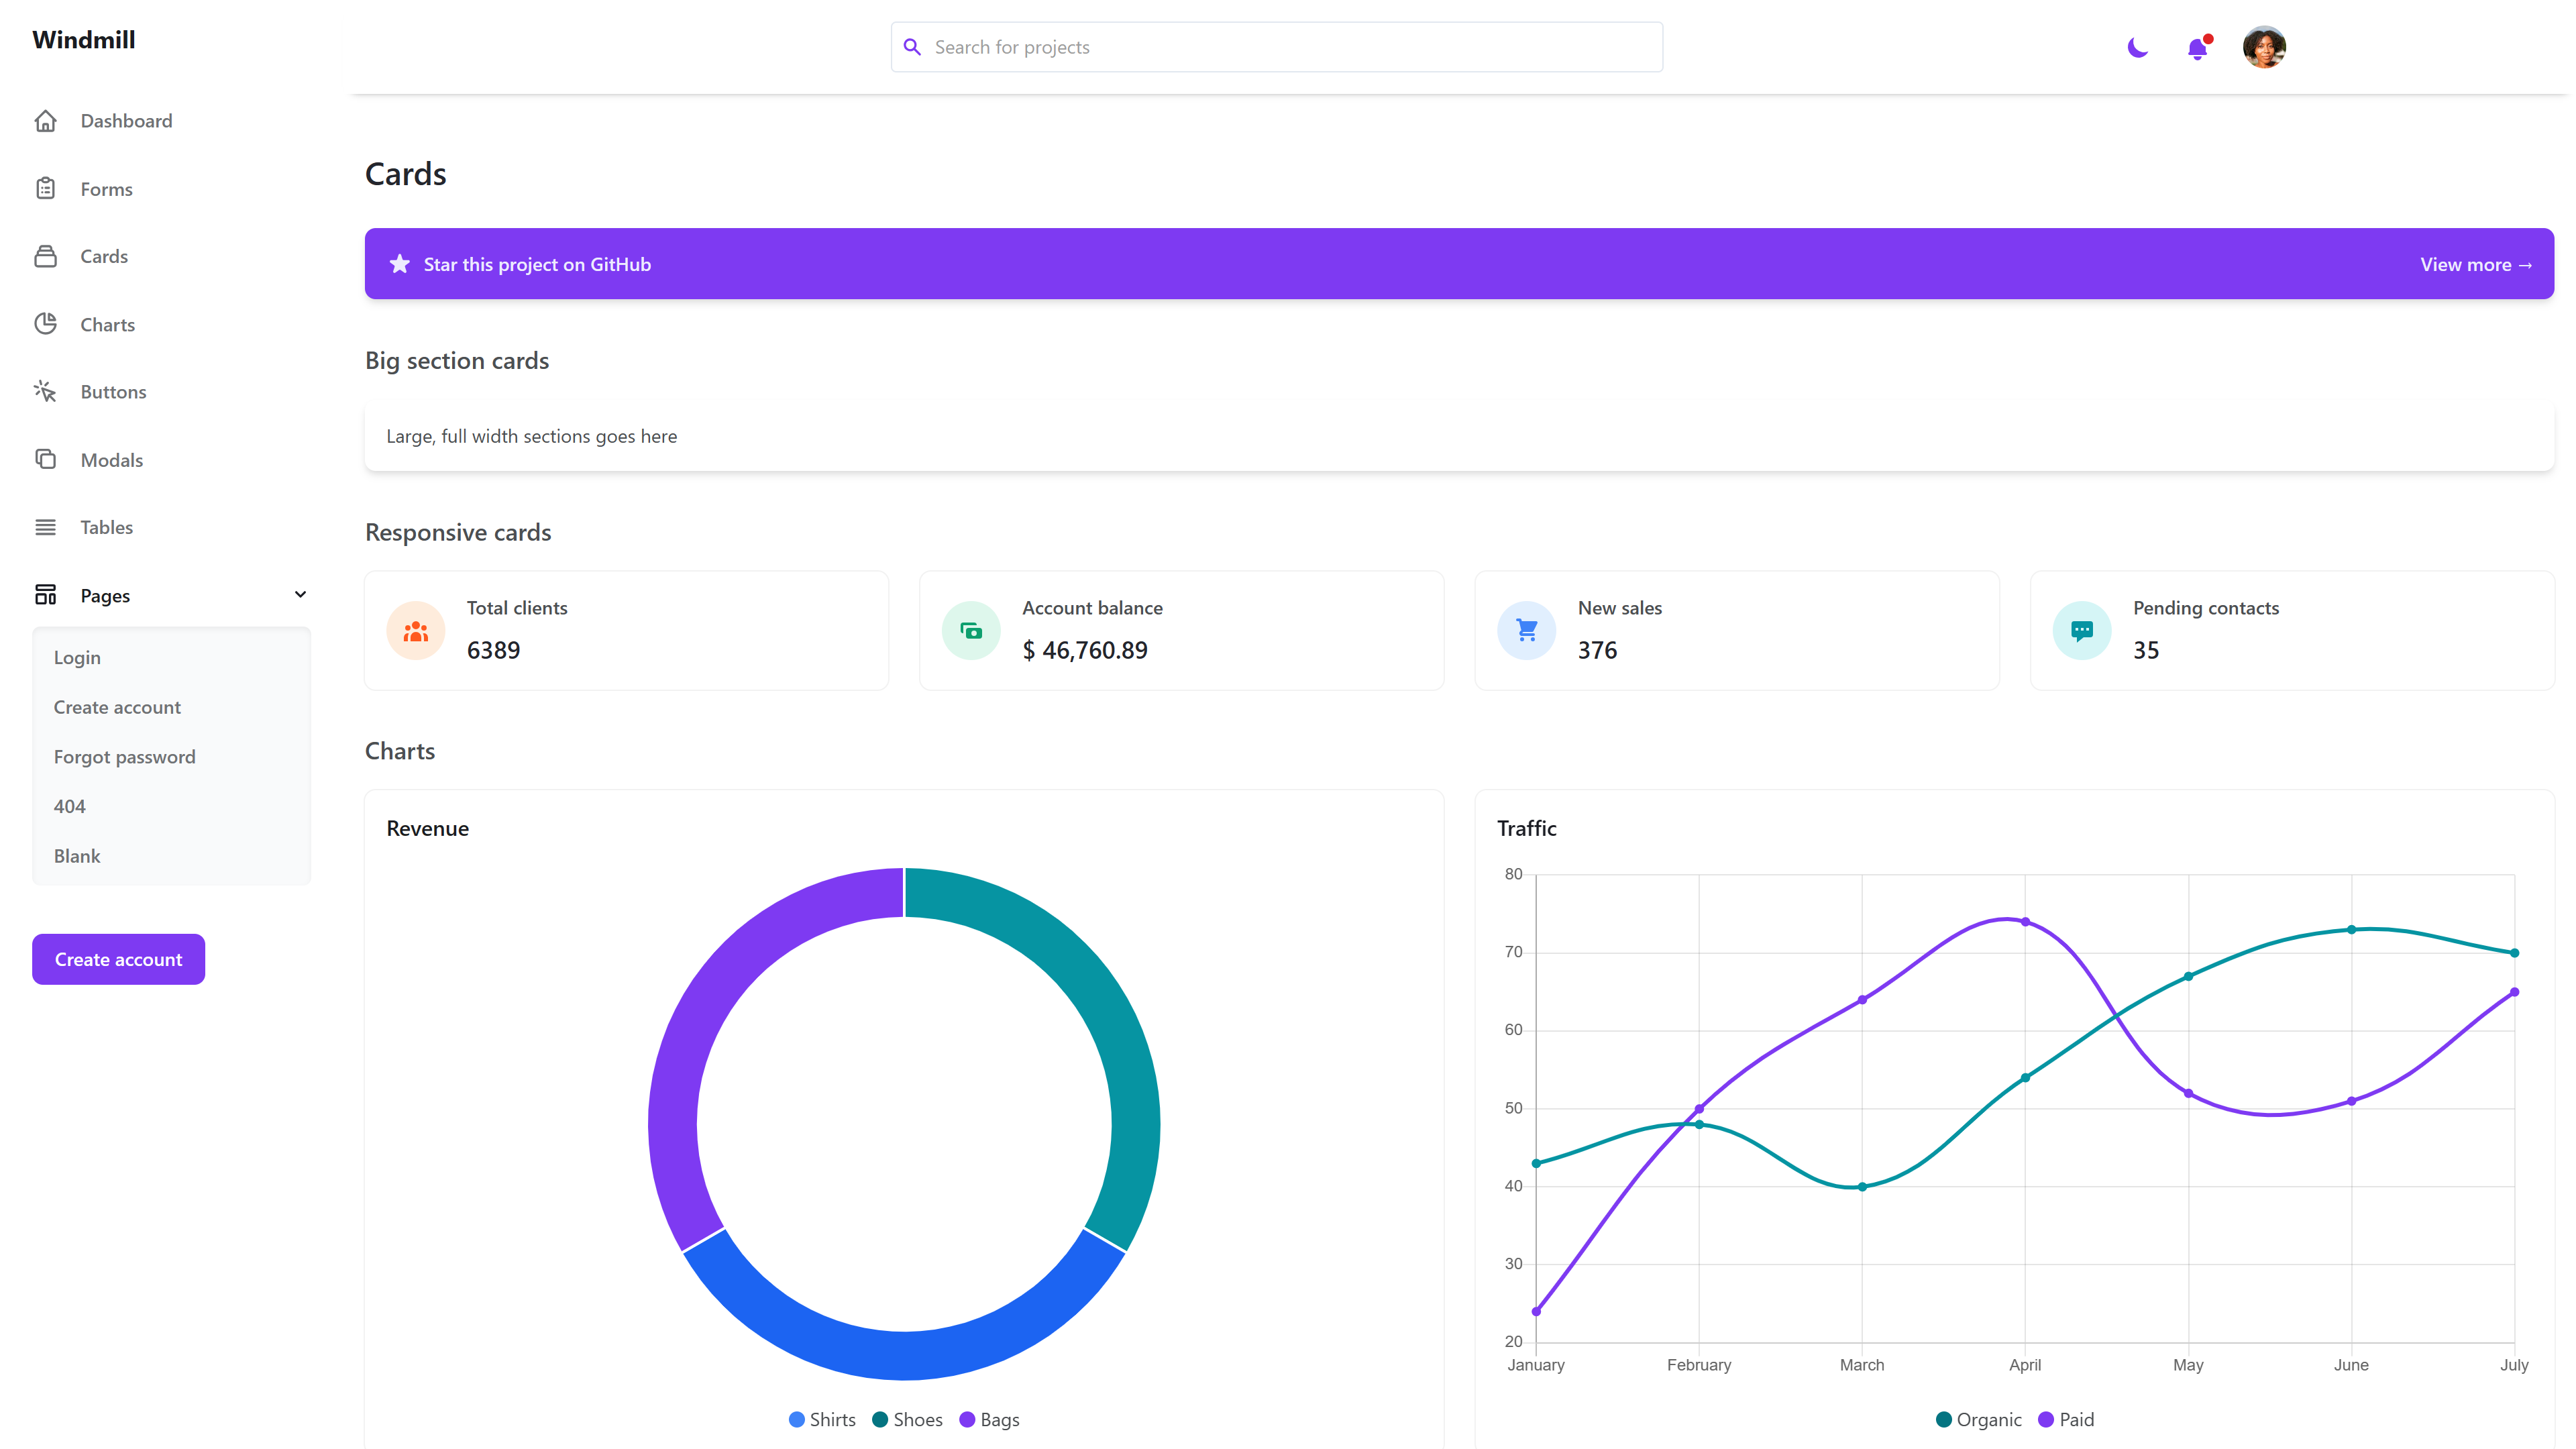 Windmill
Search for projects
Dashboard
Forms
Cards
Charts
Buttons
Modals
Tables
Pages
Login
Create account
Forgot password
404
Blank
Create account
Cards
Star this project on GitHub
View more →
Big section cards
Large, full width sections goes here
Responsive cards
Total clients
6389
Account balance
$ 46,760.89
New sales
376
Pending contacts
35
Charts
Revenue
Shirts Shoes Bags
Traffic
80
70
60
50
40
30
20
January February March April May June July
Organic Paid